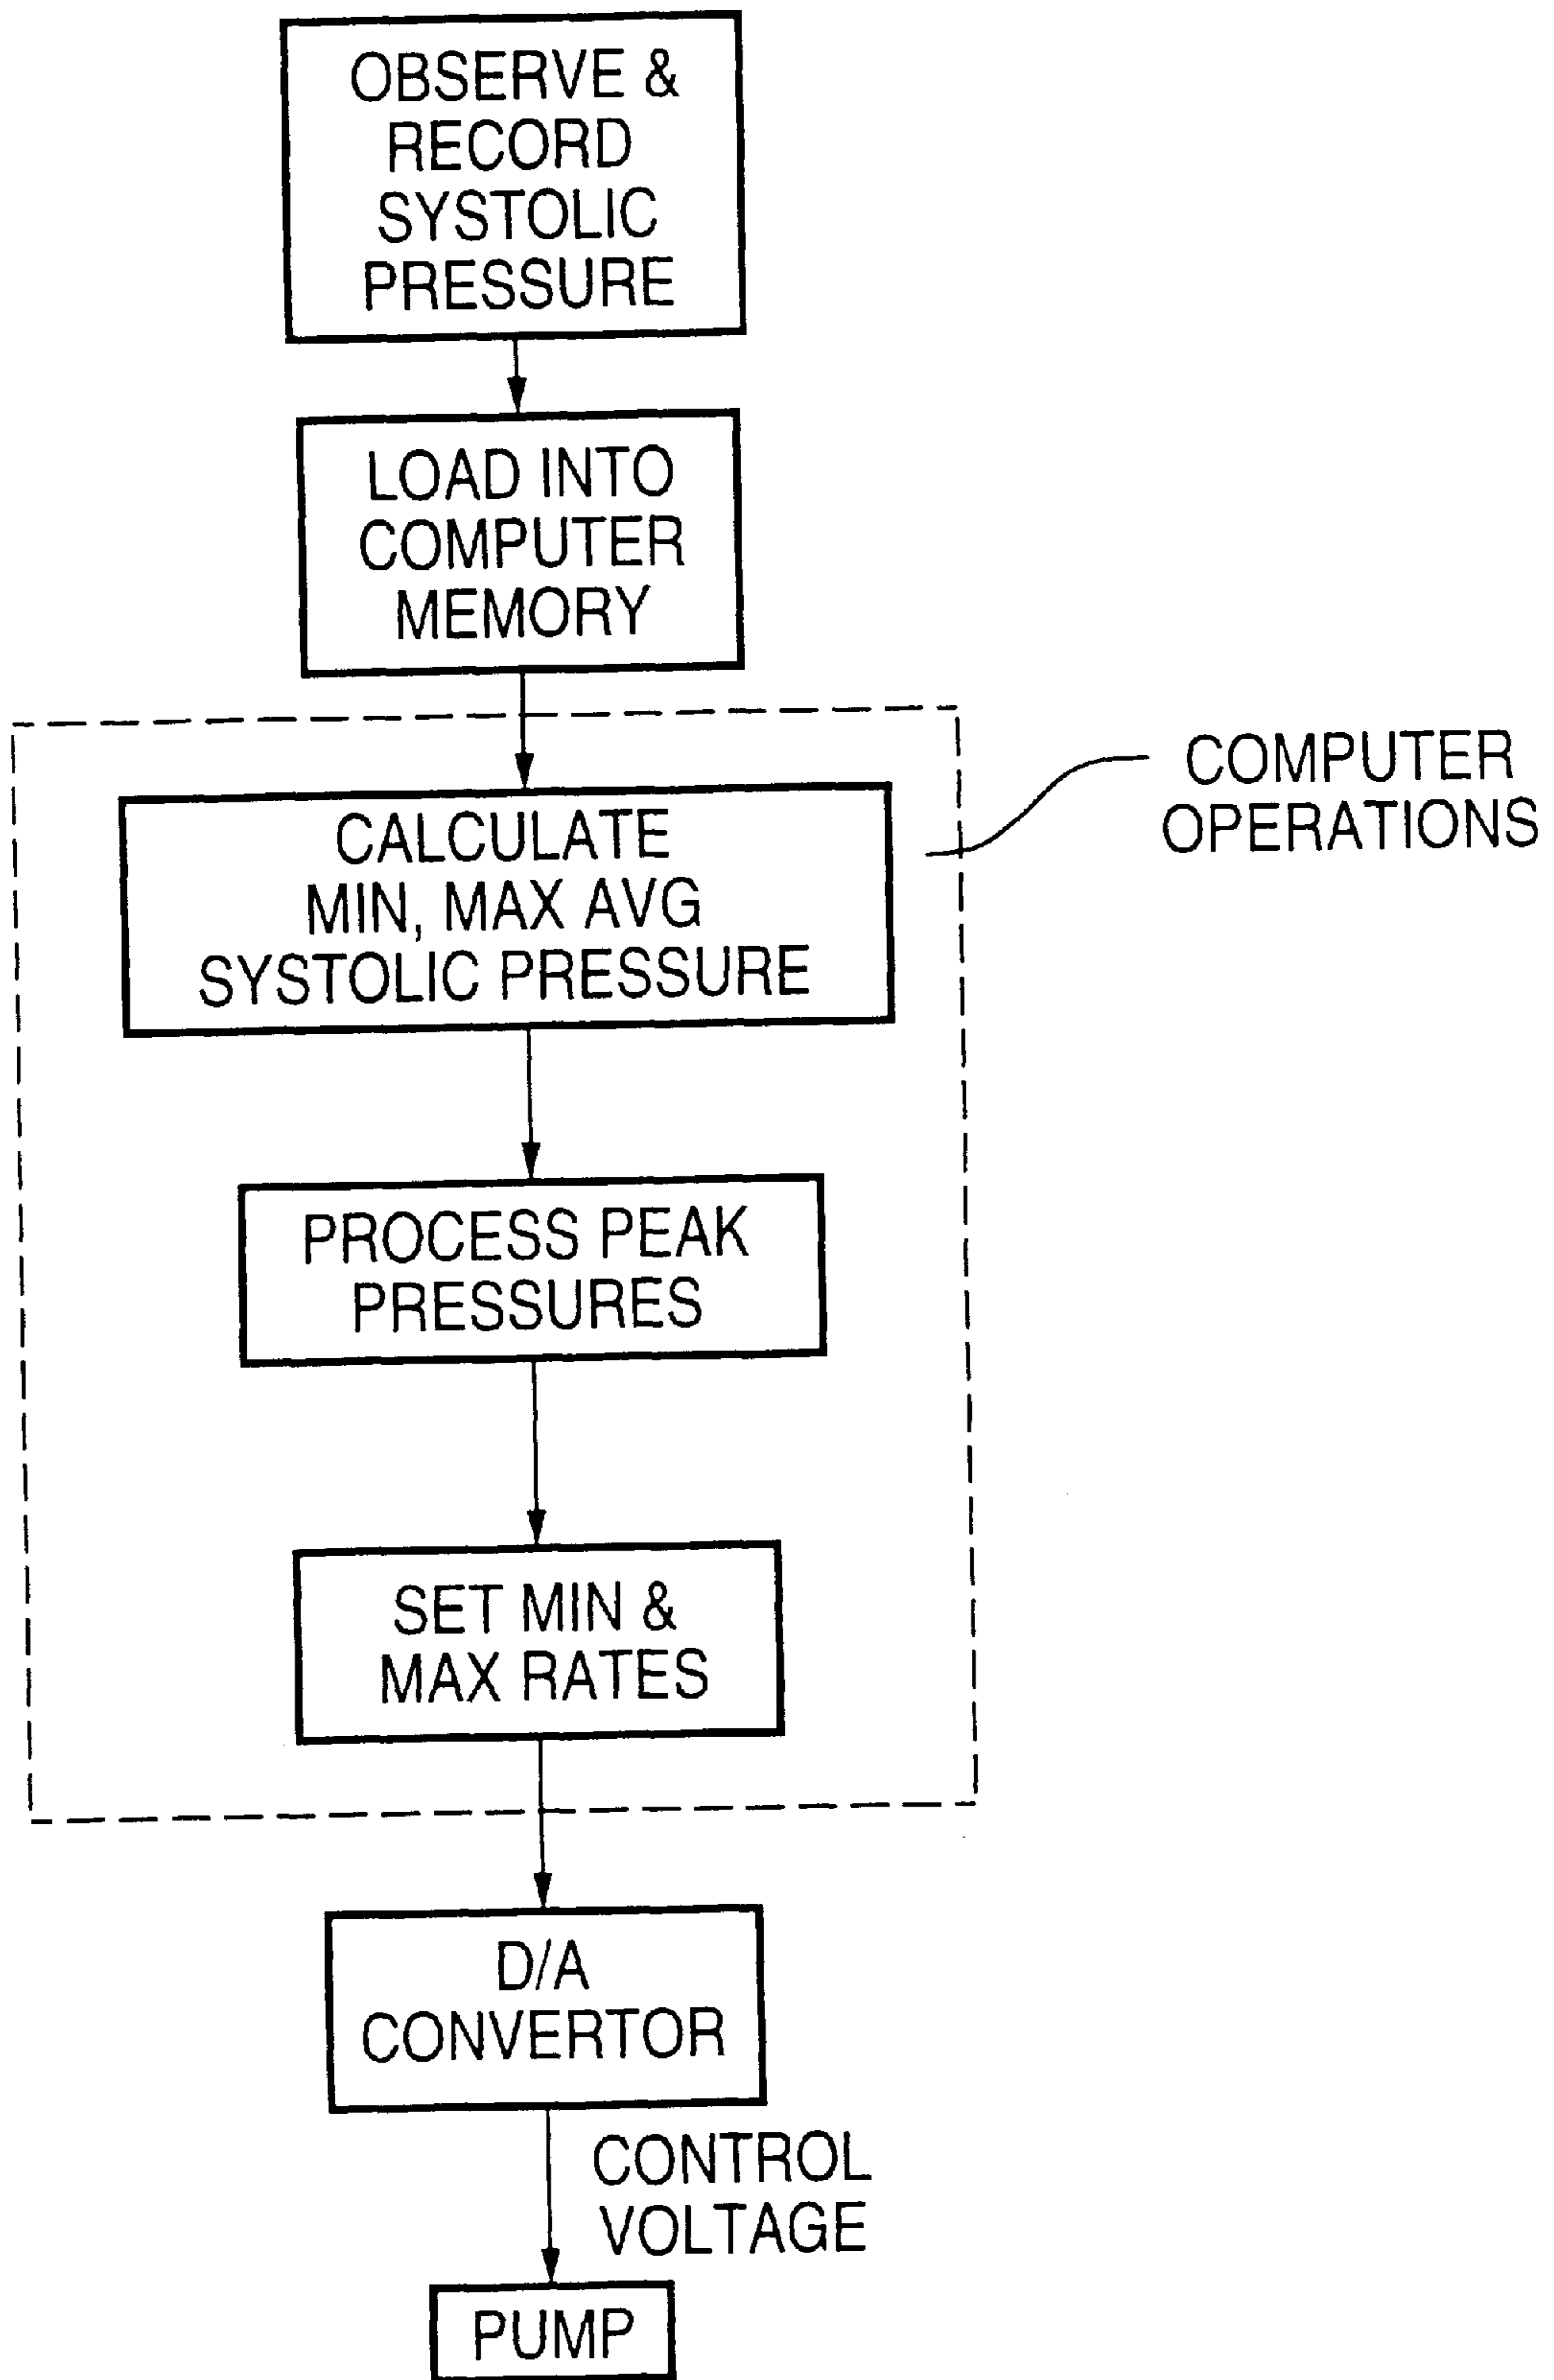 OBSERVE &
RECORD
SYSTOLIC
PRESSURE
LOAD INTO
COMPUTER
MEMORY
COMPUTER
OPERATIONS
CALCULATE
MIN, MAX AVG
SYSTOLIC PRESSURE
PROCESS PEAK
PRESSURES
SET MIN &
MAX RATES
D/A
CONVERTOR
CONTROL
VOLTAGE
PUMP